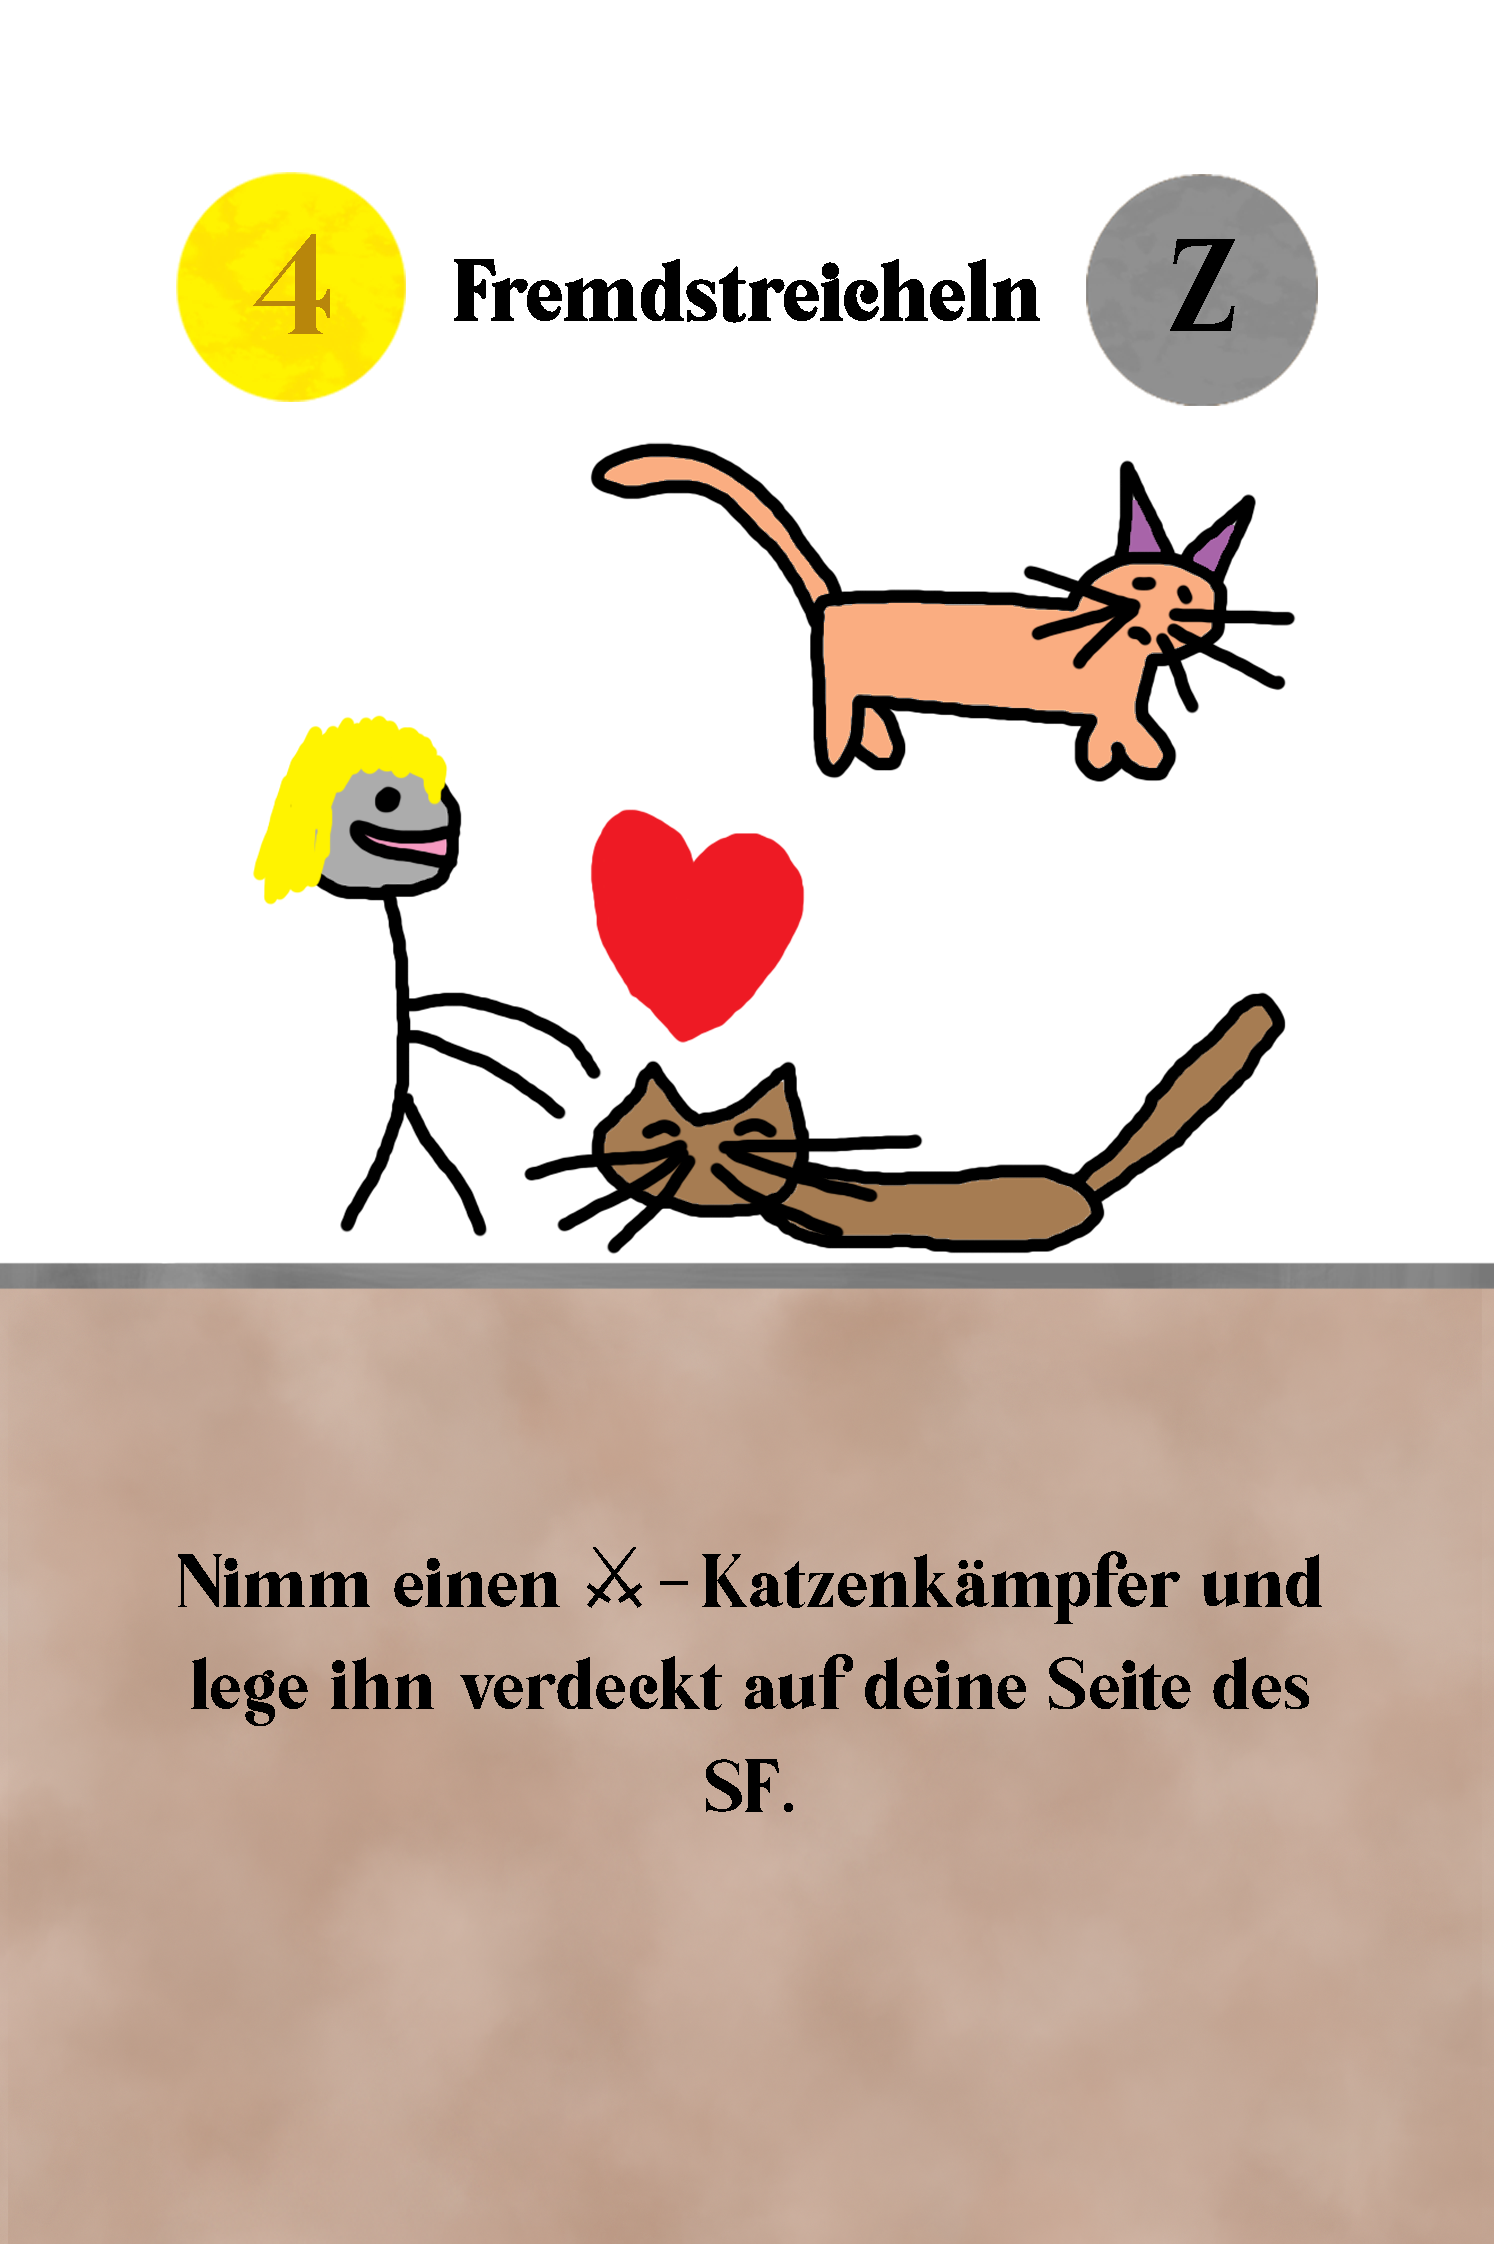 4 Fremdstreicheln Z
Nimm einen ⚔-Katzenkämpfer und
lege ihn verdeckt auf deine Seite des
SF.